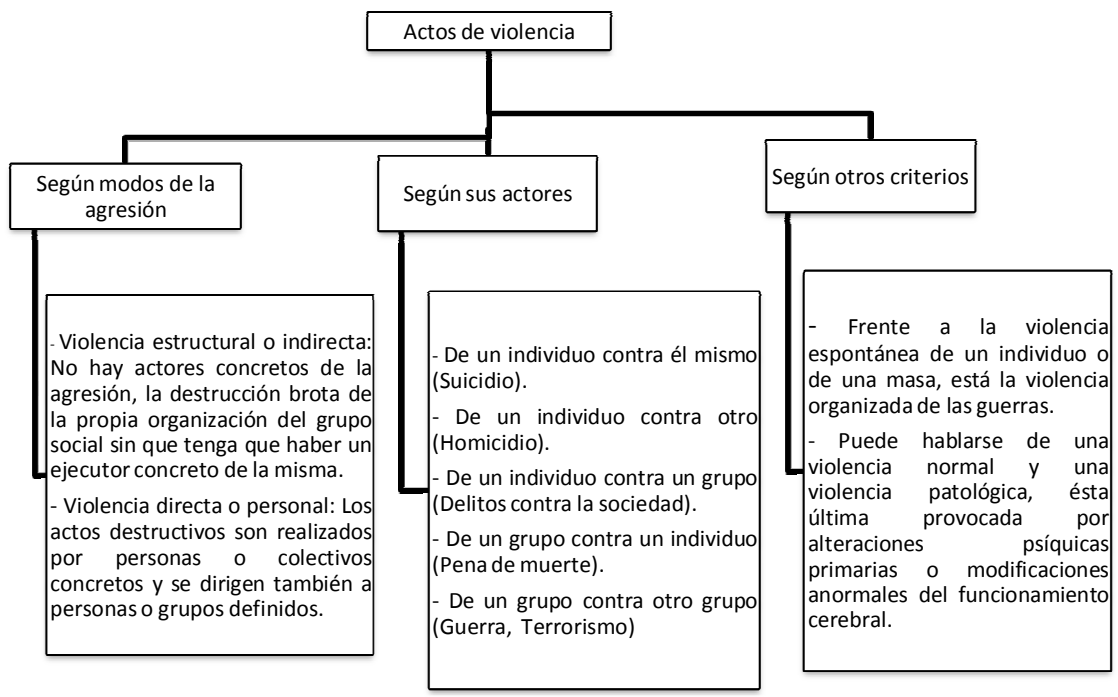 Actos de violencia
Según modos de la
agresión
Según sus actores
Según otros criterios
- Violencia estructural o indirecta:
No hay actores concretos de la
agresión, la destrucción brota de
la propia organización del grupo
social sin que tenga que haber un
ejecutor concreto de la misma.
- Violencia directa o personal: Los
actos destructivos son realizados
por personas o colectivos
concretos y se dirigen también a
personas o grupos definidos.
- De un individuo contra él mismo
(Suicidio).
- De un individuo contra otro
(Homicidio).
- De un individuo contra un grupo
(Delitos contra la sociedad).
- De un grupo contra un individuo
(Pena de muerte).
- De un grupo contra otro grupo
(Guerra, Terrorismo)
- Frente a la violencia
espontánea de un individuo o
de una masa, está la violencia
organizada de las guerras.
- Puede hablarse de una
violencia normal y una
violencia patológica, ésta
última provocada por
alteraciones psíquicas
primarias o modificaciones
anormales del funcionamiento
cerebral.